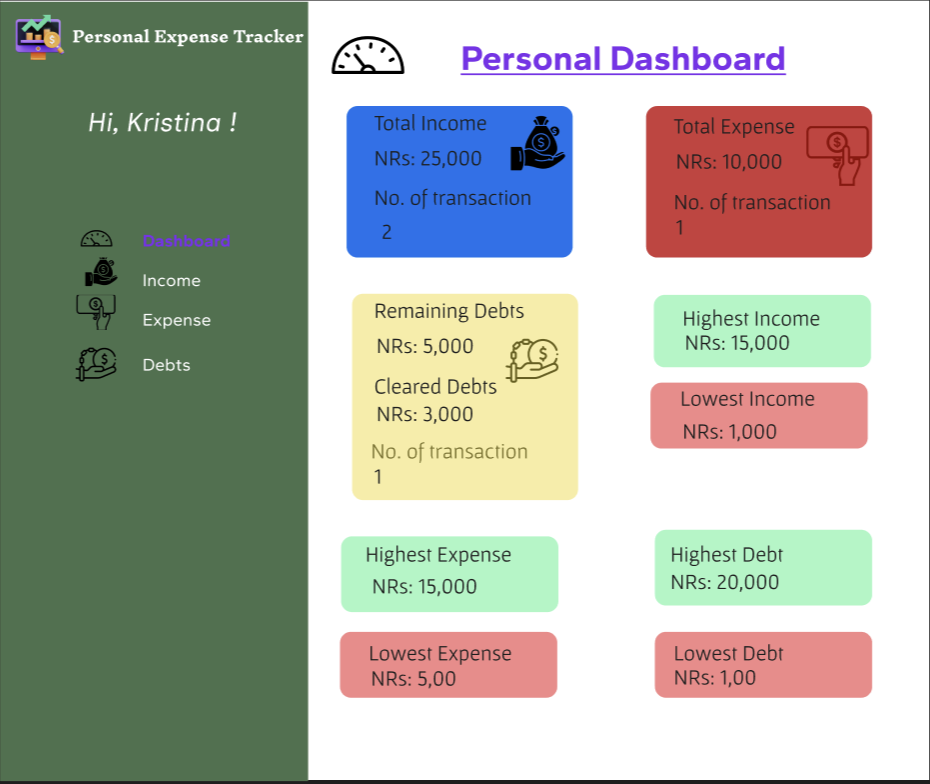 Personal Expense Tracker
Hi, Kristina !
Dashboard
Income
Expense
Debts
Personal Dashboard
Total Income
NRs: 25,000
No. of transaction
2
Total Expense
NRs: 10,000
No. of transaction
1
Remaining Debts
NRs: 5,000
Cleared Debts
NRs: 3,000
No. of transaction
1
Highest Income
NRs: 15,000
Lowest Income
NRs: 1,000
Highest Expense
NRs: 15,000
Lowest Expense
NRs: 5,00
Highest Debt
NRs: 20,000
Lowest Debt
NRs: 1,00